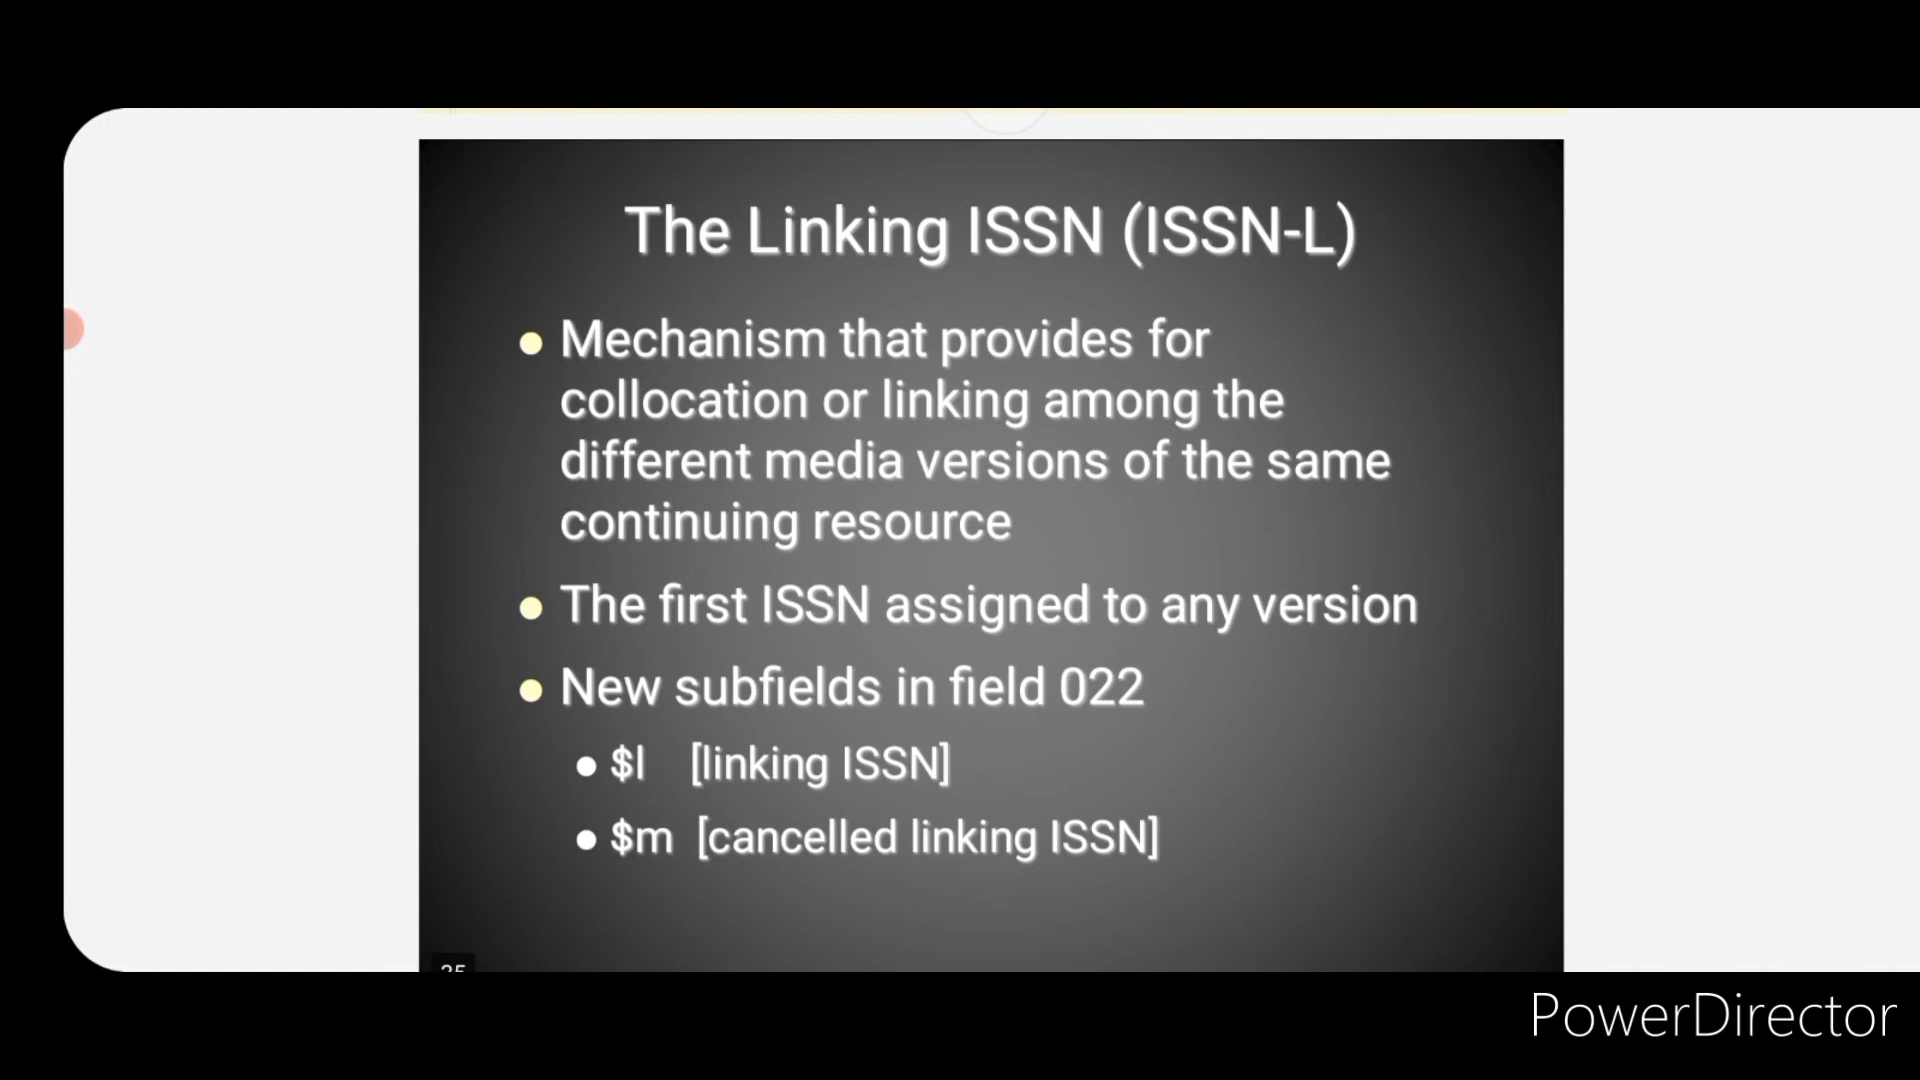 The Linking ISSN (ISSN-L)
Mechanism that provides for
collocation or linking among the
different media versions of the same
continuing resource
The first ISSN assigned to any version
New subfields in field 022
$l [linking ISSN]
$m [cancelled linking ISSN]
PowerDirector